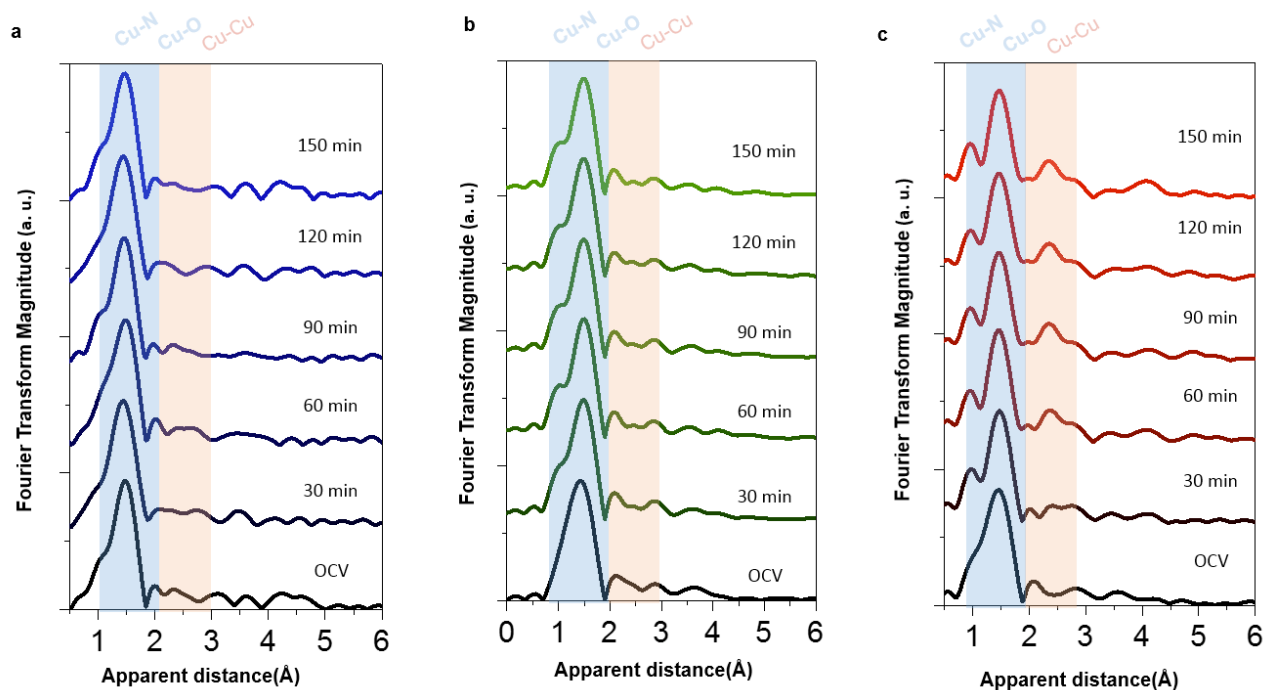 a
Cu-N
Cu-O
Cu-Cu
Fourier Transform Magnitude (a. u.)
150 min
120 min
90 min
60 min
30 min
OCV
1 2 3 4 5 6
Apparent distance(Å)
b
Cu-N
Cu-O
Cu-Cu
Fourier Transform Magnitude (a. u.)
150 min
120 min
90 min
60 min
30 min
OCV
0 1 2 3 4 5 6
Apparent distance(Å)
c
Cu-N
Cu-O
Cu-Cu
Fourier Transform Magnitude (a. u.)
150 min
120 min
90 min
60 min
30 min
OCV
1 2 3 4 5 6
Apparent distance(Å)